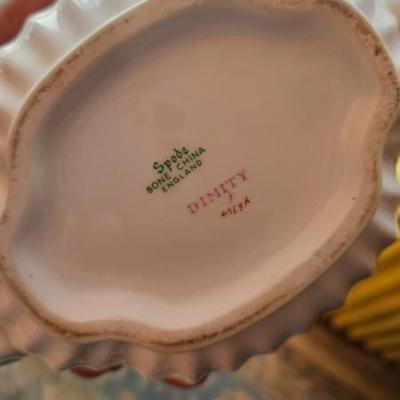 Spode
BONE CHINA
ENGLAND
DIMITY